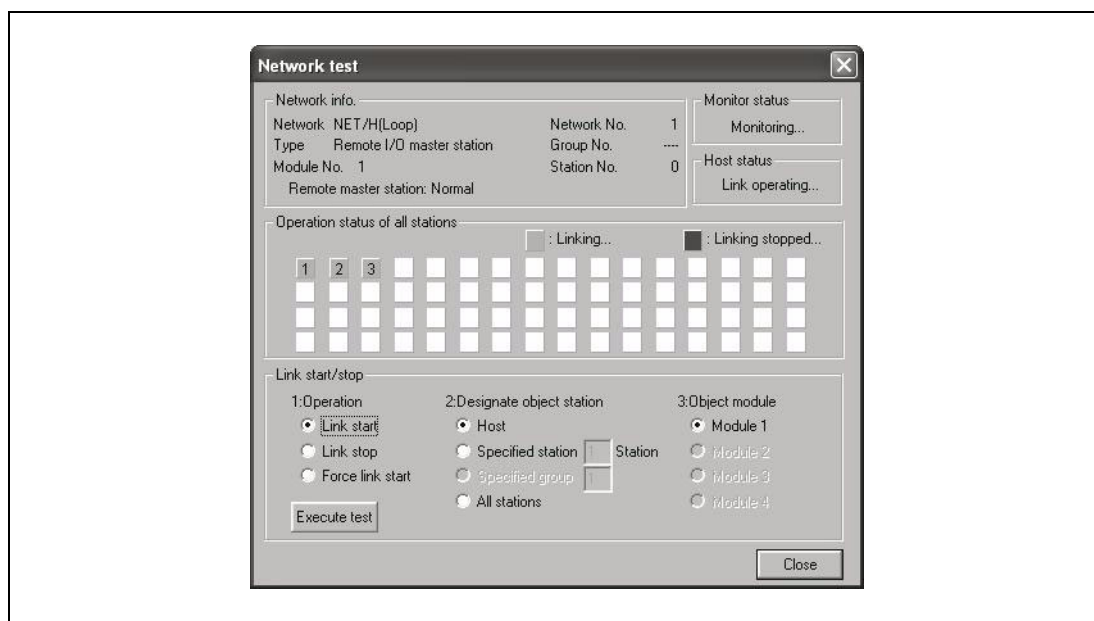 Network test
Network info.
Network NET/H(Loop) Network No. 1
Type Remote I/O master station Group No. ----
Module No. 1 Station No. 0
Remote master station: Normal
Monitor status
Monitoring...
Host status
Link operating...
Operation status of all stations
: Linking... : Linking stopped...
1 2 3
Link start/stop
1:Operation 2:Designate object station 3:Object module
Link start Host Module 1
Link stop Specified station 1 Station Module 2
Force link start Specified group 1 Module 3
All stations Module 4
Execute test
Close